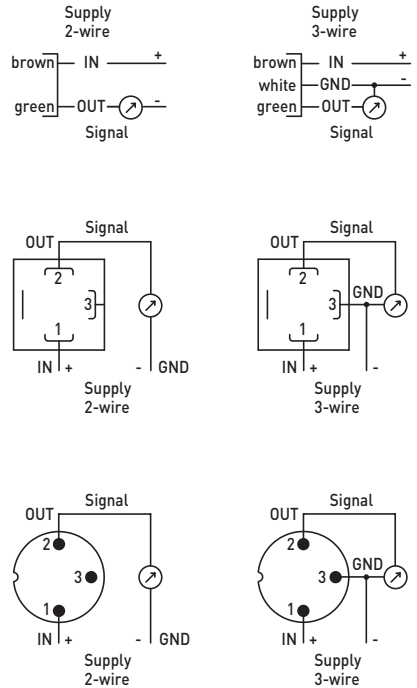 Supply
2-wire
brown IN +
green OUT -
Signal
Supply
3-wire
brown IN +
white GND -
green OUT
Signal
Signal
OUT
2
3
1
IN + - GND
Supply
2-wire
Signal
OUT
2
GND
3
1
IN + -
Supply
3-wire
Signal
OUT
2
3
1
IN + - GND
Supply
2-wire
Signal
OUT
2
GND
3
1
IN + -
Supply
3-wire